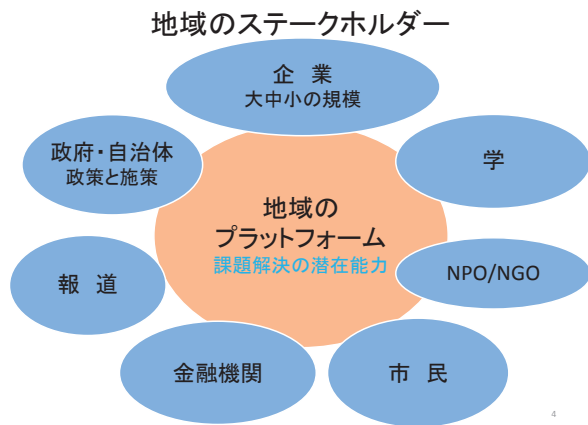 地域のステークホルダー
企 業
大中小の規模
政府・自治体
政策と施策
学
地域の
プラットフォーム
課題解決の潜在能力
報 道
NPO/NGO
金融機関
市 民
4